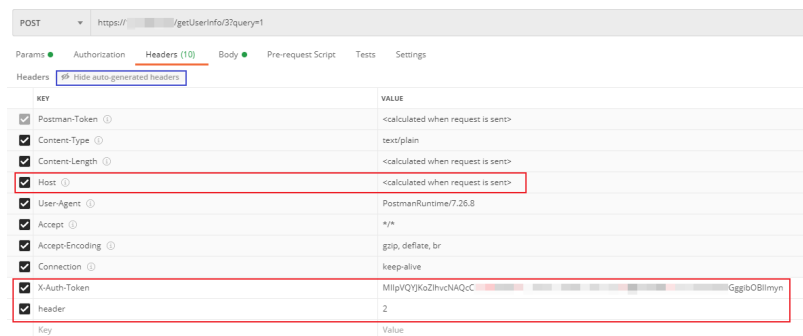 POST https:// /getUserInfo/3?query=1
Params Authorization Headers (10) Body Pre-request Script Tests Settings
Headers Hide auto-generated headers
KEY VALUE
Postman-Token <calculated when request is sent>
Content-Type text/plain
Content-Length <calculated when request is sent>
Host <calculated when request is sent>
User-Agent PostmanRuntime/7.26.8
Accept */*
Accept-Encoding gzip, deflate, br
Connection keep-alive
X-Auth-Token MIIpVQYJKoZIhvcNAQcC GggibOBIImyn
header 2
Key Value